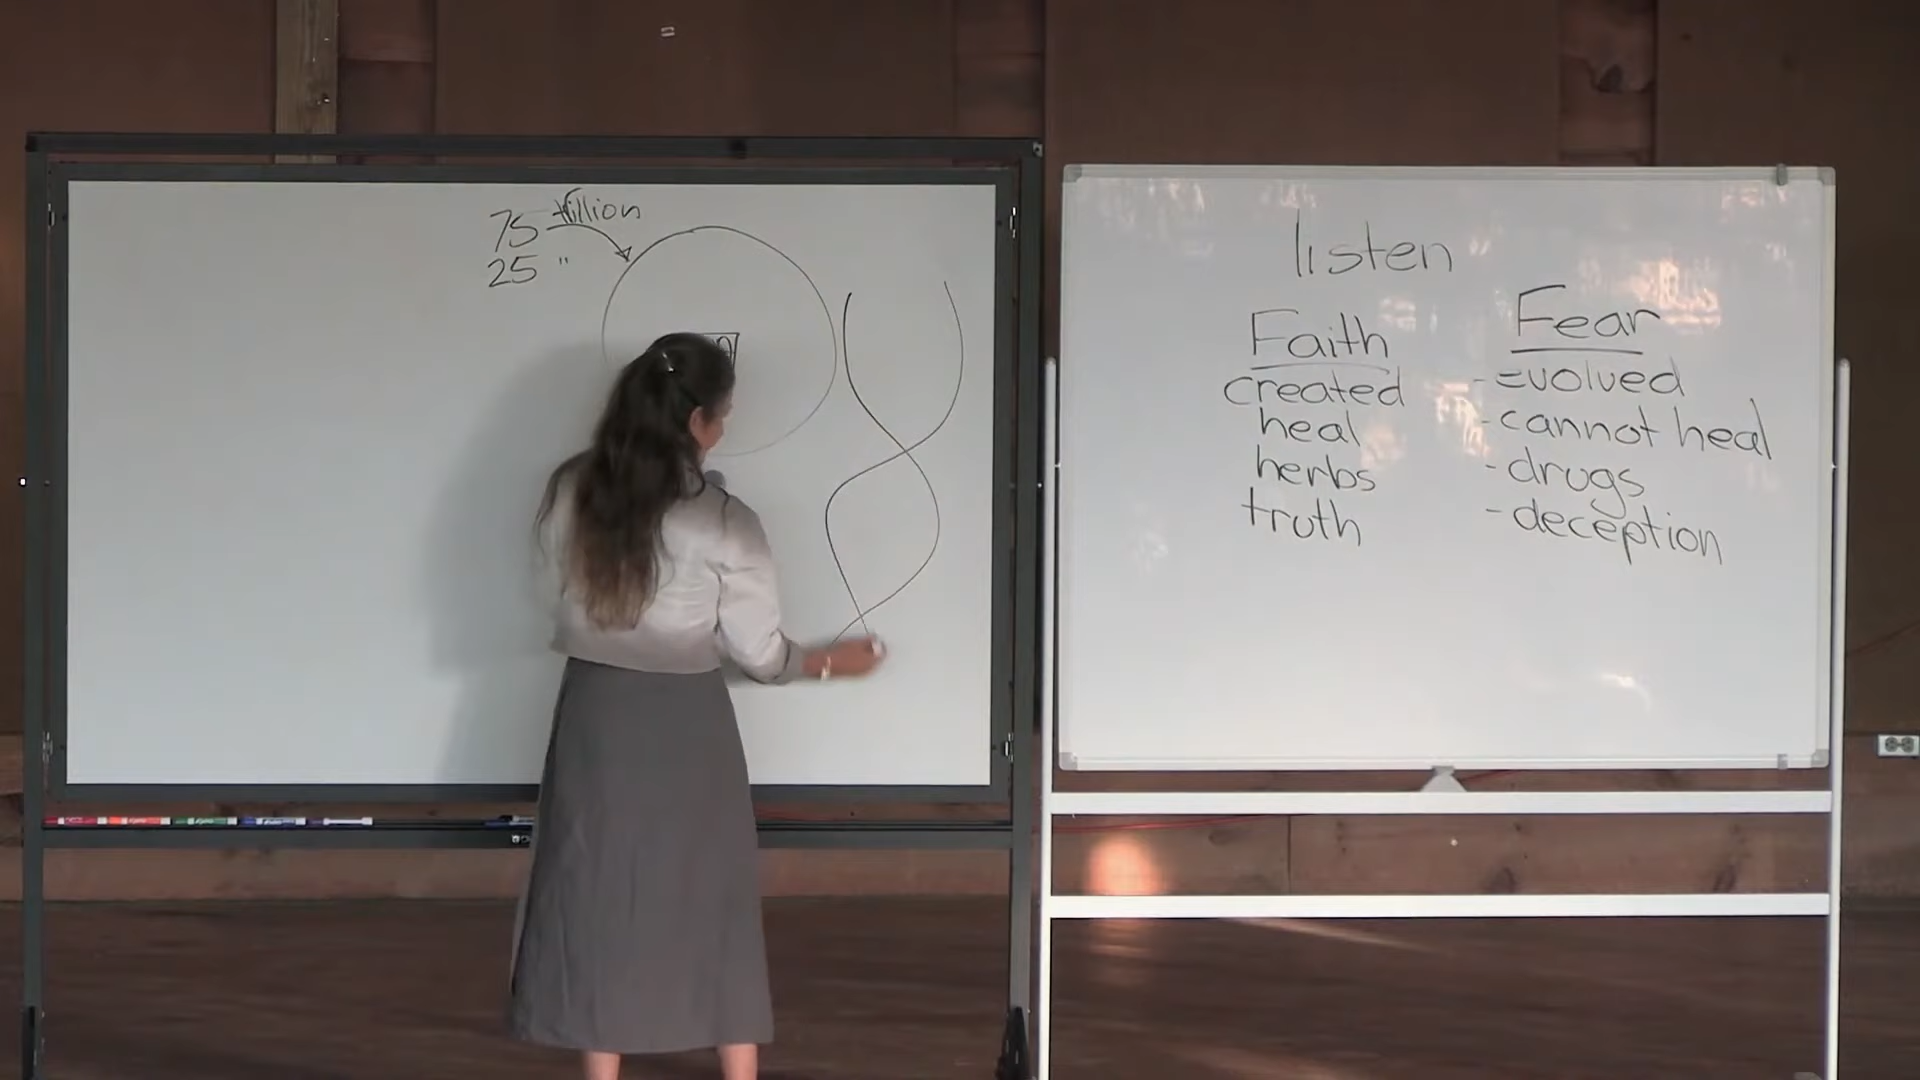 75 trillion
25 "
listen
Faith
created
heal
herbs
truth
Fear
- evolved
- cannot heal
- drugs
- deception